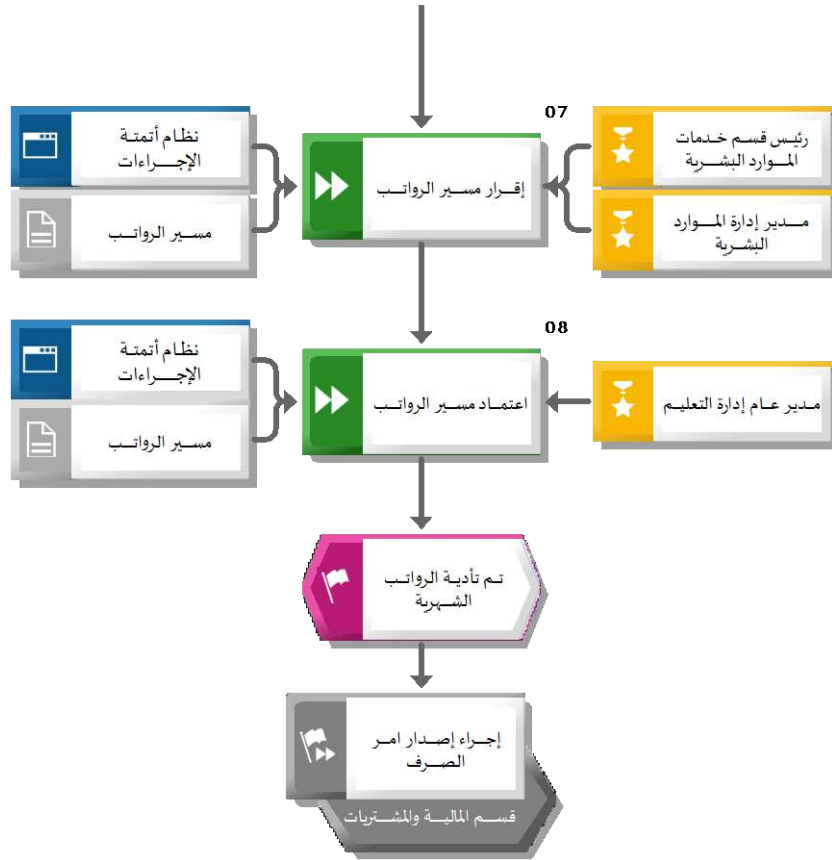 07
رئيس قسم خدمات
الموارد البشرية
إقرار مسير الرواتب
نظام أتمتة
الإجراءات
مدير إدارة الموارد
البشرية
مسير الرواتب
08
مدير عام إدارة التعليم
اعتماد مسير الرواتب
نظام أتمتة
الإجراءات
مسير الرواتب
تم تأدية الرواتب
الشهرية
إجراء إصدار امر
الصرف
قسم المالية والمشتريات